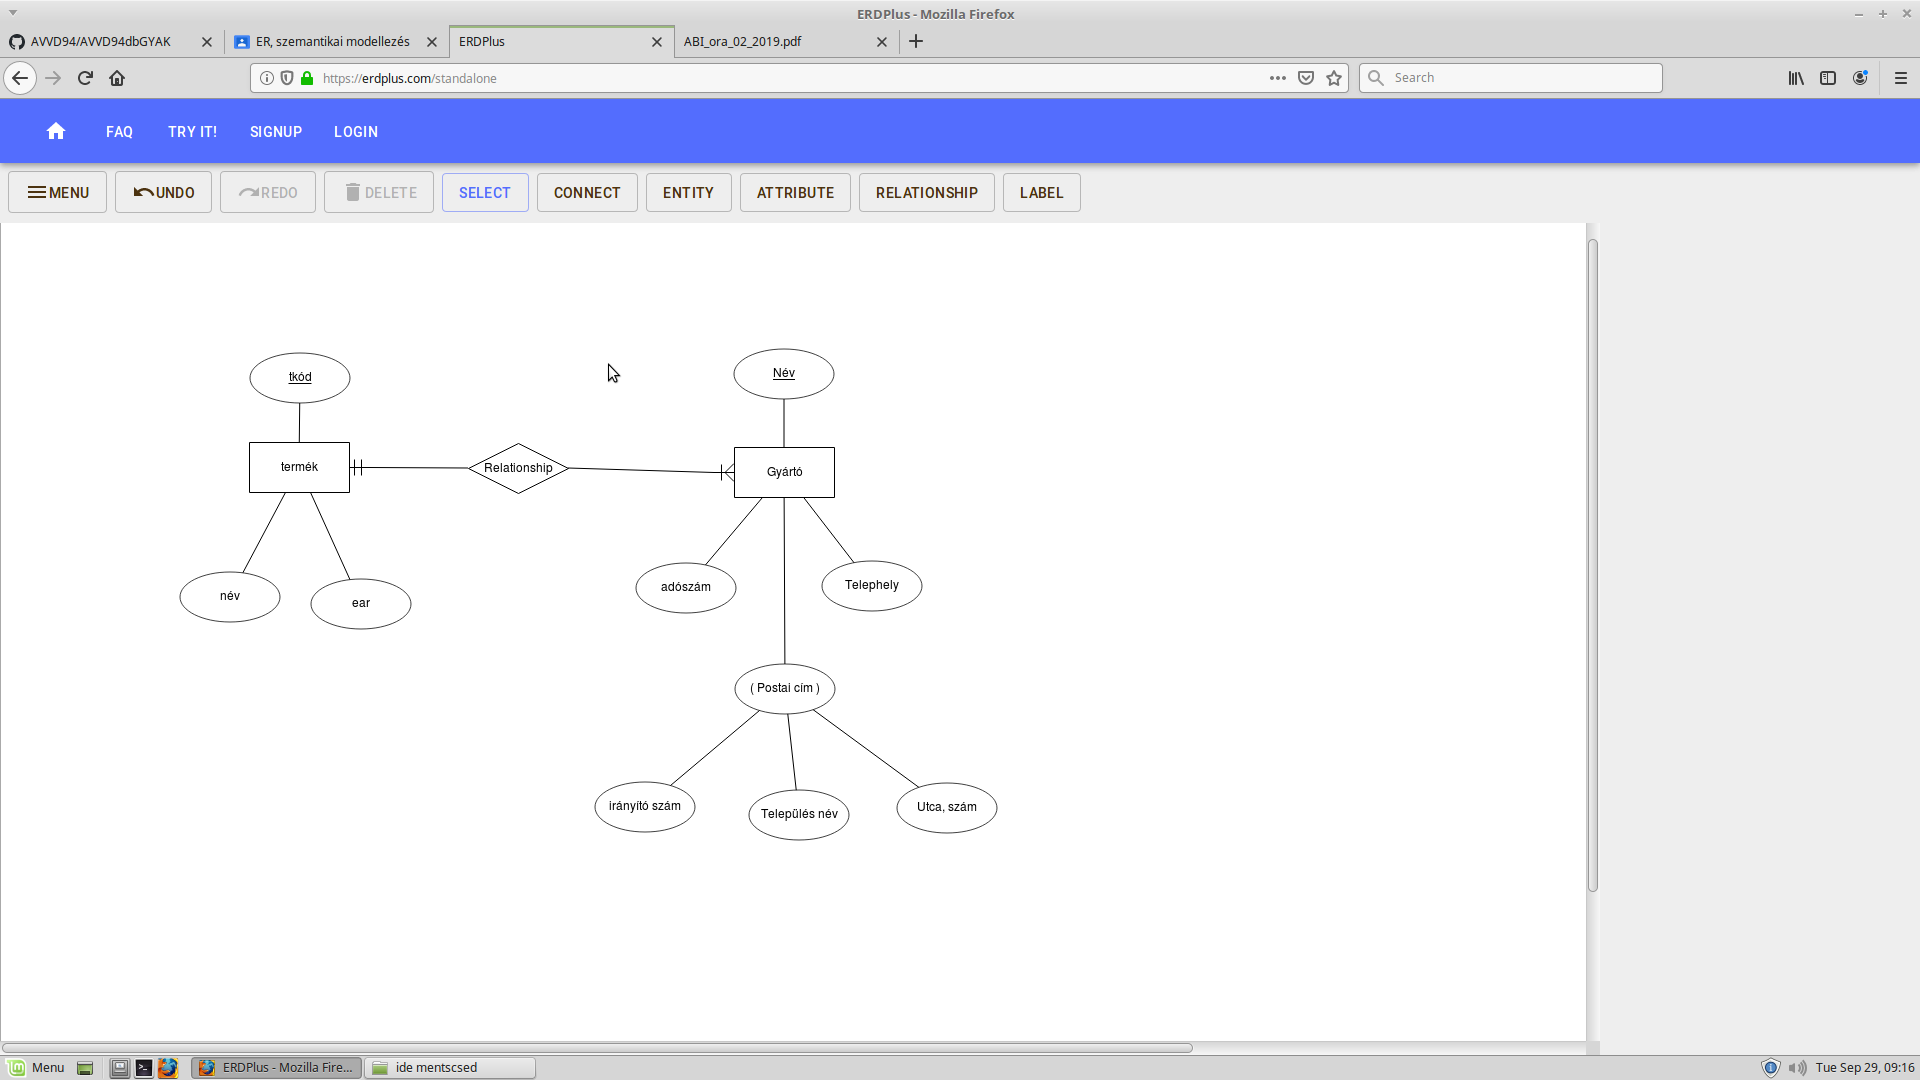 ERDPlus - Mozilla Firefox
AVVD94/AVVD94dbGYAK
ER, szemantikai modellezés
ERDPlus
ABI_ora_02_2019.pdf
https://erdplus.com/standalone
Search
FAQ
TRY IT!
SIGNUP
LOGIN
MENU
UNDO
REDO
DELETE
SELECT
CONNECT
ENTITY
ATTRIBUTE
RELATIONSHIP
LABEL
tkód
Név
termék
Relationship
Gyártó
név
ear
adószám
Telephely
( Postai cím )
irányító szám
Település név
Utca, szám
Menu
ERDPlus - Mozilla Fire...
ide mentscsed
Tue Sep 29, 09:16